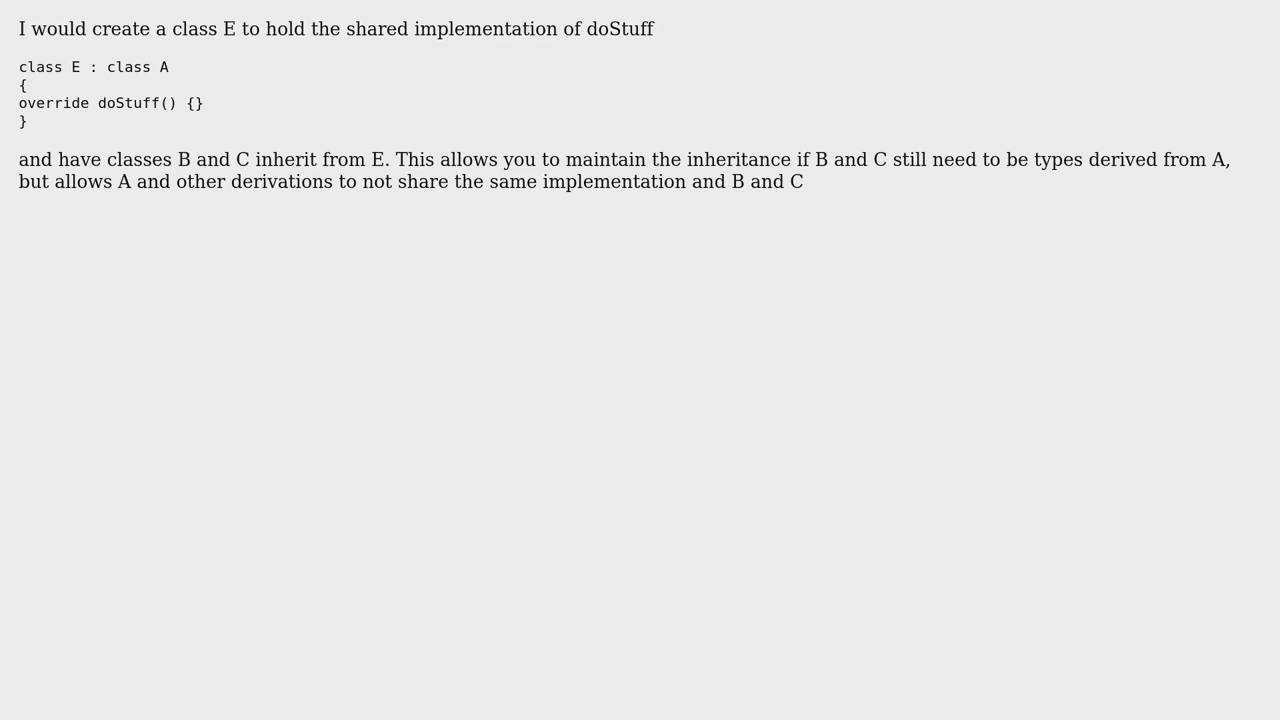 I would create a class E to hold the shared implementation of doStuff
class E : class A
{
override doStuff() {}
}
and have classes B and C inherit from E. This allows you to maintain the inheritance if B and C still need to be types derived from A,
but allows A and other derivations to not share the same implementation and B and C